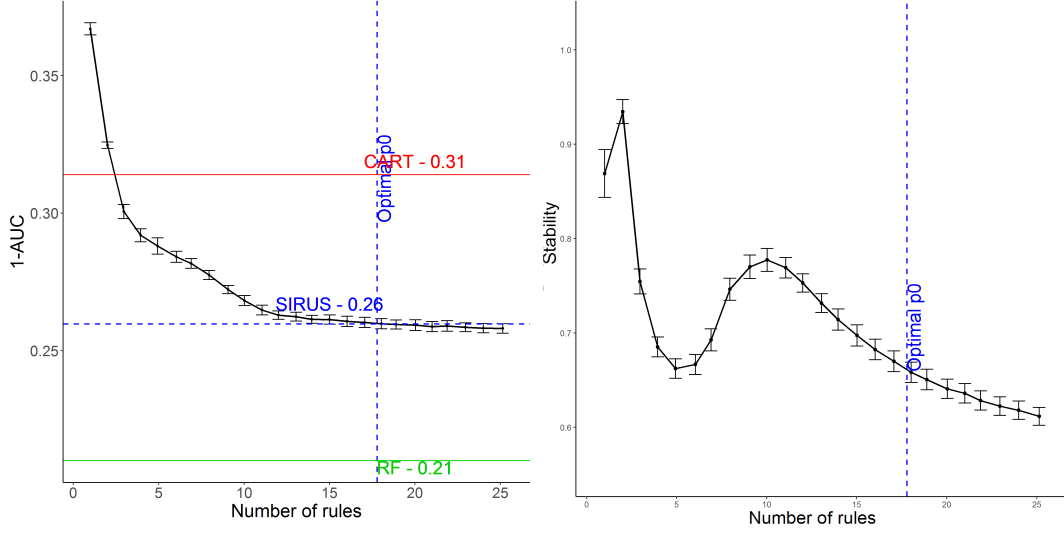 0.35
0.30
0.25
1-AUC
CART - 0.31
Optimal p0
SIRUS - 0.26
RF - 0.21
0
5
10
15
20
25
Number of rules
1.0
0.9
0.8
0.7
0.6
Stability
Optimal p0
0
5
10
15
20
25
Number of rules